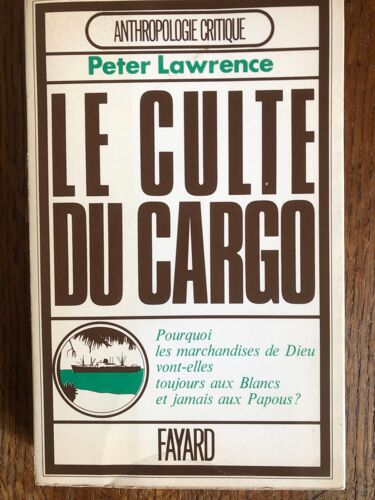 ANTHROPOLOGIE CRITIQUE
Peter Lawrence
LE CULTE
DU CARGO
Pourquoi
les marchandises de Dieu
vont-elles
toujours aux Blancs
et jamais aux Papous?
FAYARD